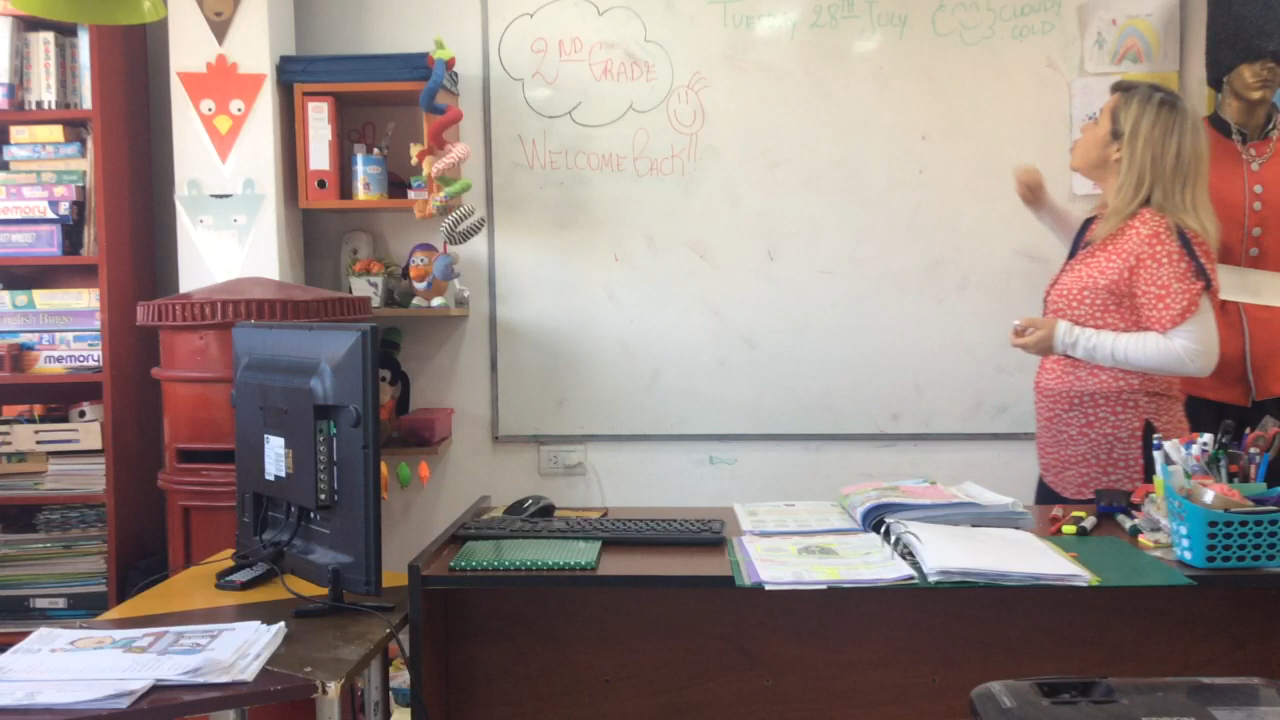 2ND GRADE
WELCOME BACK!!
TUESDAY 28TH, JULY
CLOUDY
COLD
memory
English Bingo
memory